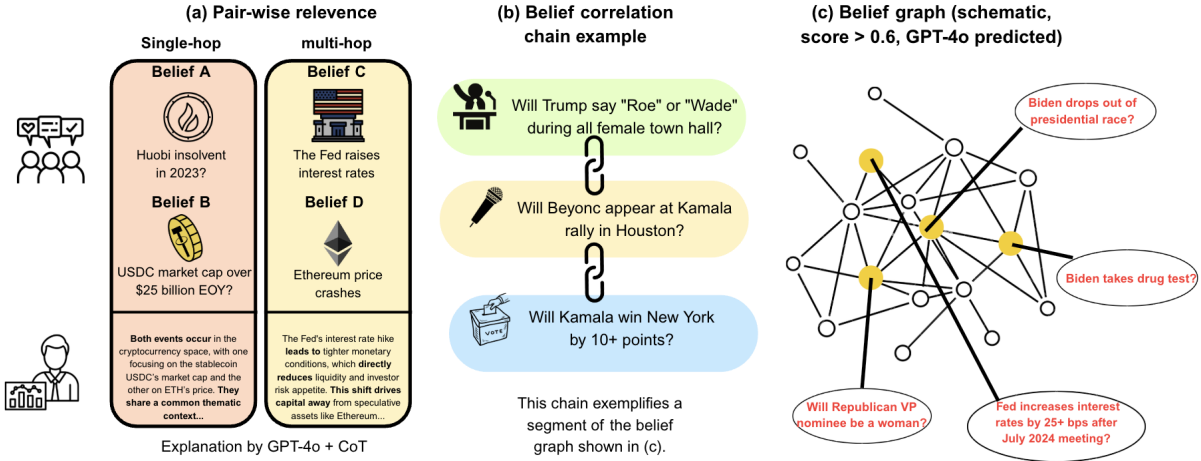 (a) Pair-wise relevence
Single-hop
multi-hop
Belief A
Huobi insolvent
in 2023?
Belief B
USDC market cap over
$25 billion EOY?
Both events occur in the
cryptocurrency space, with one
focusing on the stablecoin
USDC's market cap and the
other on ETH's price. They
share a common thematic
context...
Belief C
The Fed raises
interest rates
Belief D
Ethereum price
crashes
The Fed's interest rate hike
leads to tighter monetary
conditions, which directly
reduces liquidity and investor
risk appetite. This shift drives
capital away from speculative
assets like Ethereum...
Explanation by GPT-4o + CoT
(b) Belief correlation
chain example
Will Trump say "Roe" or "Wade"
during all female town hall?
Will Beyonc appear at Kamala
rally in Houston?
VOTE
Will Kamala win New York
by 10+ points?
This chain exemplifies a
segment of the belief
graph shown in (c).
(c) Belief graph (schematic,
score > 0.6, GPT-4o predicted)
Biden drops out of
presidential race?
Biden takes drug test?
Will Republican VP
nominee be a woman?
Fed increases interest
rates by 25+ bps after
July 2024 meeting?